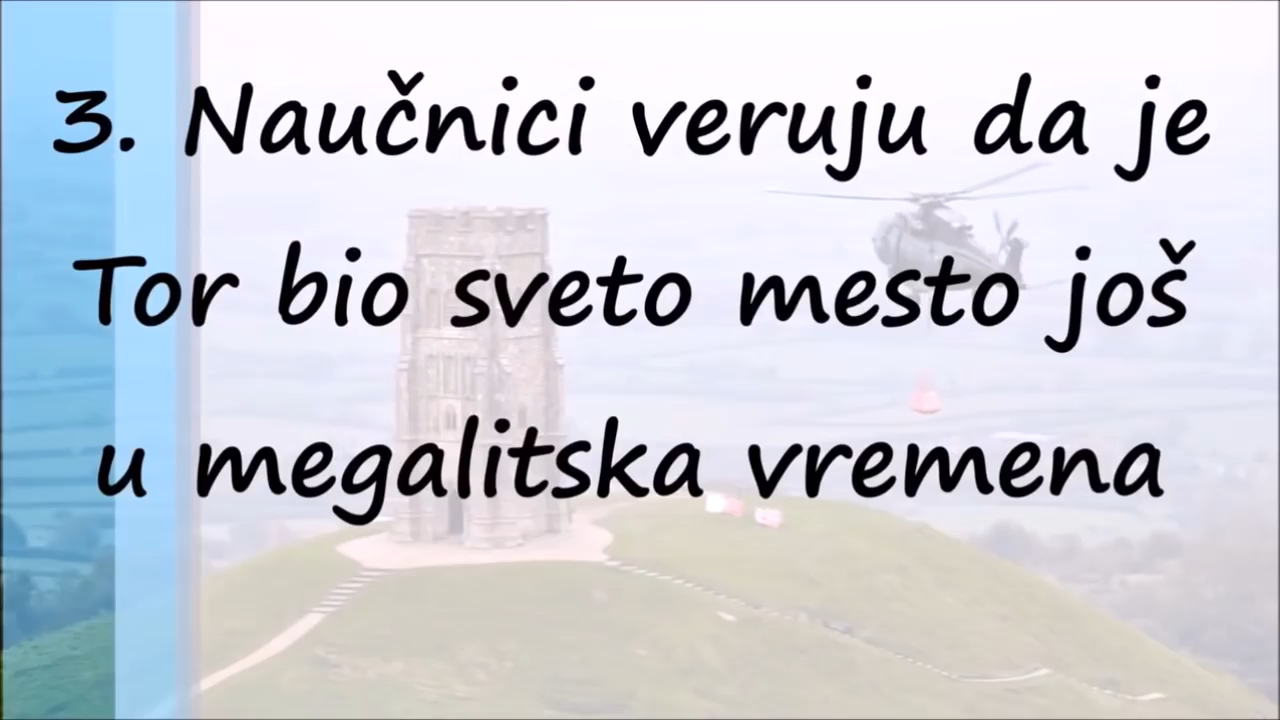 3. Naučnici veruju da je
Tor bio sveto mesto još
u megalitska vremena